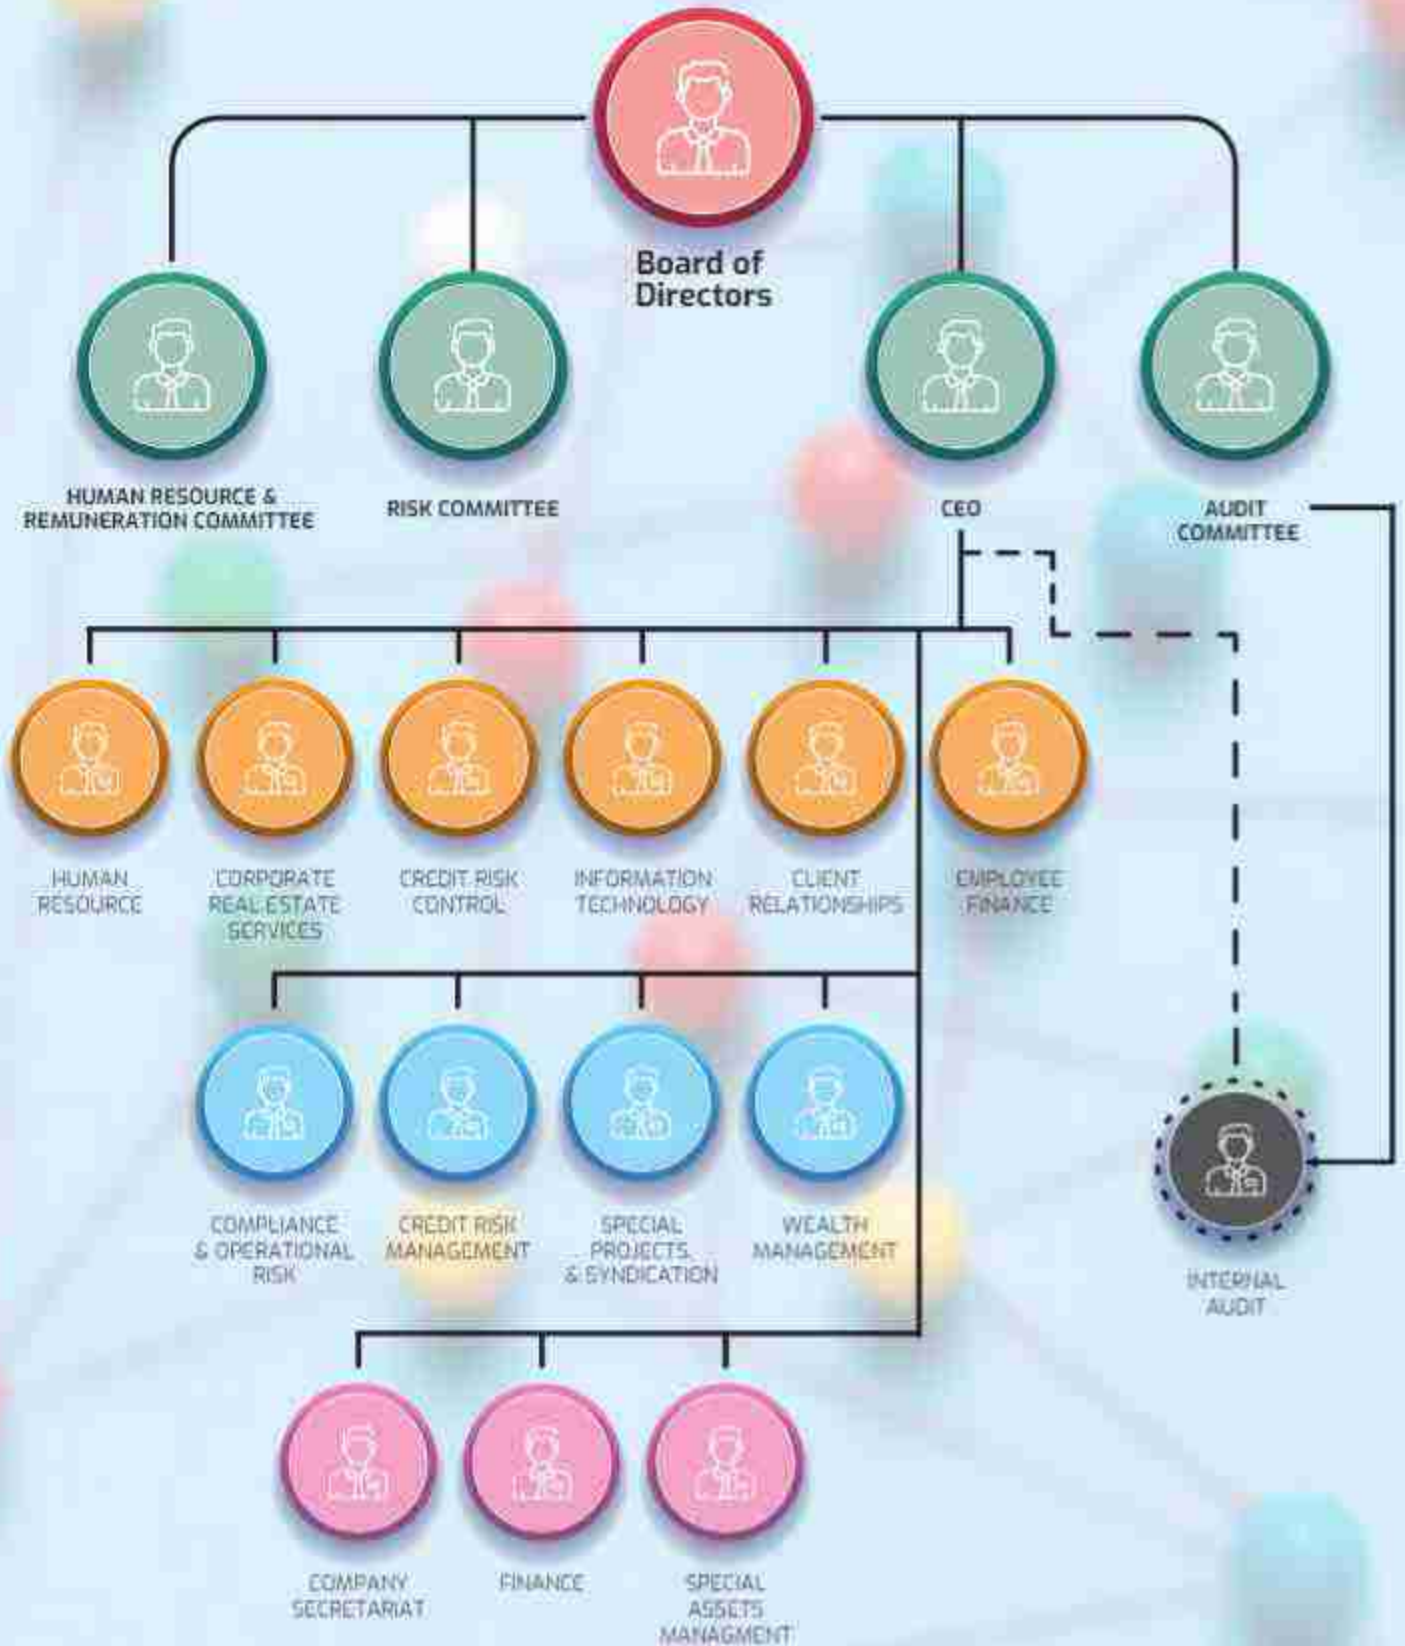 Board of
Directors
HUMAN RESOURCE &
REMUNERATION COMMITTEE
RISK COMMITTEE
CEO
AUDIT
COMMITTEE
HUMAN
RESOURCE
CORPORATE
REAL ESTATE
SERVICES
CREDIT RISK
CONTROL
INFORMATION
TECHNOLOGY
CLIENT
RELATIONSHIPS
EMPLOYEE
FINANCE
COMPLIANCE
& OPERATIONAL
RISK
CREDIT RISK
MANAGEMENT
SPECIAL
PROJECTS
& SYNDICATION
WEALTH
MANAGEMENT
INTERNAL
AUDIT
COMPANY
SECRETARIAT
FINANCE
SPECIAL
ASSETS
MANAGMENT